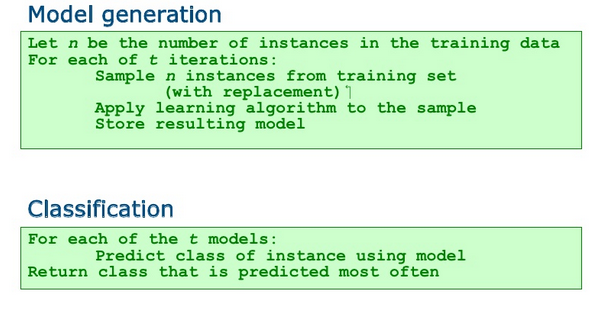 Model generation
Let n be the number of instances in the training data
For each of t iterations:
Sample n instances from training set
(with replacement)
Apply learning algorithm to the sample
Store resulting model
Classification
For each of the t models:
Predict class of instance using model
Return class that is predicted most often